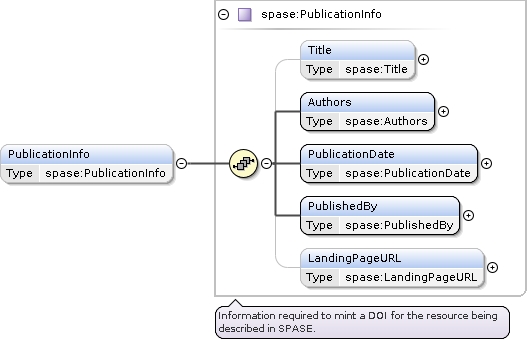 spase:PublicationInfo
Title
Type spase:Title
Authors
Type spase:Authors
PublicationInfo
Type spase:PublicationInfo
PublicationDate
Type spase:PublicationDate
PublishedBy
Type spase:PublishedBy
LandingPageURL
Type spase:LandingPageURL
Information required to mint a DOI for the resource being
described in SPASE.